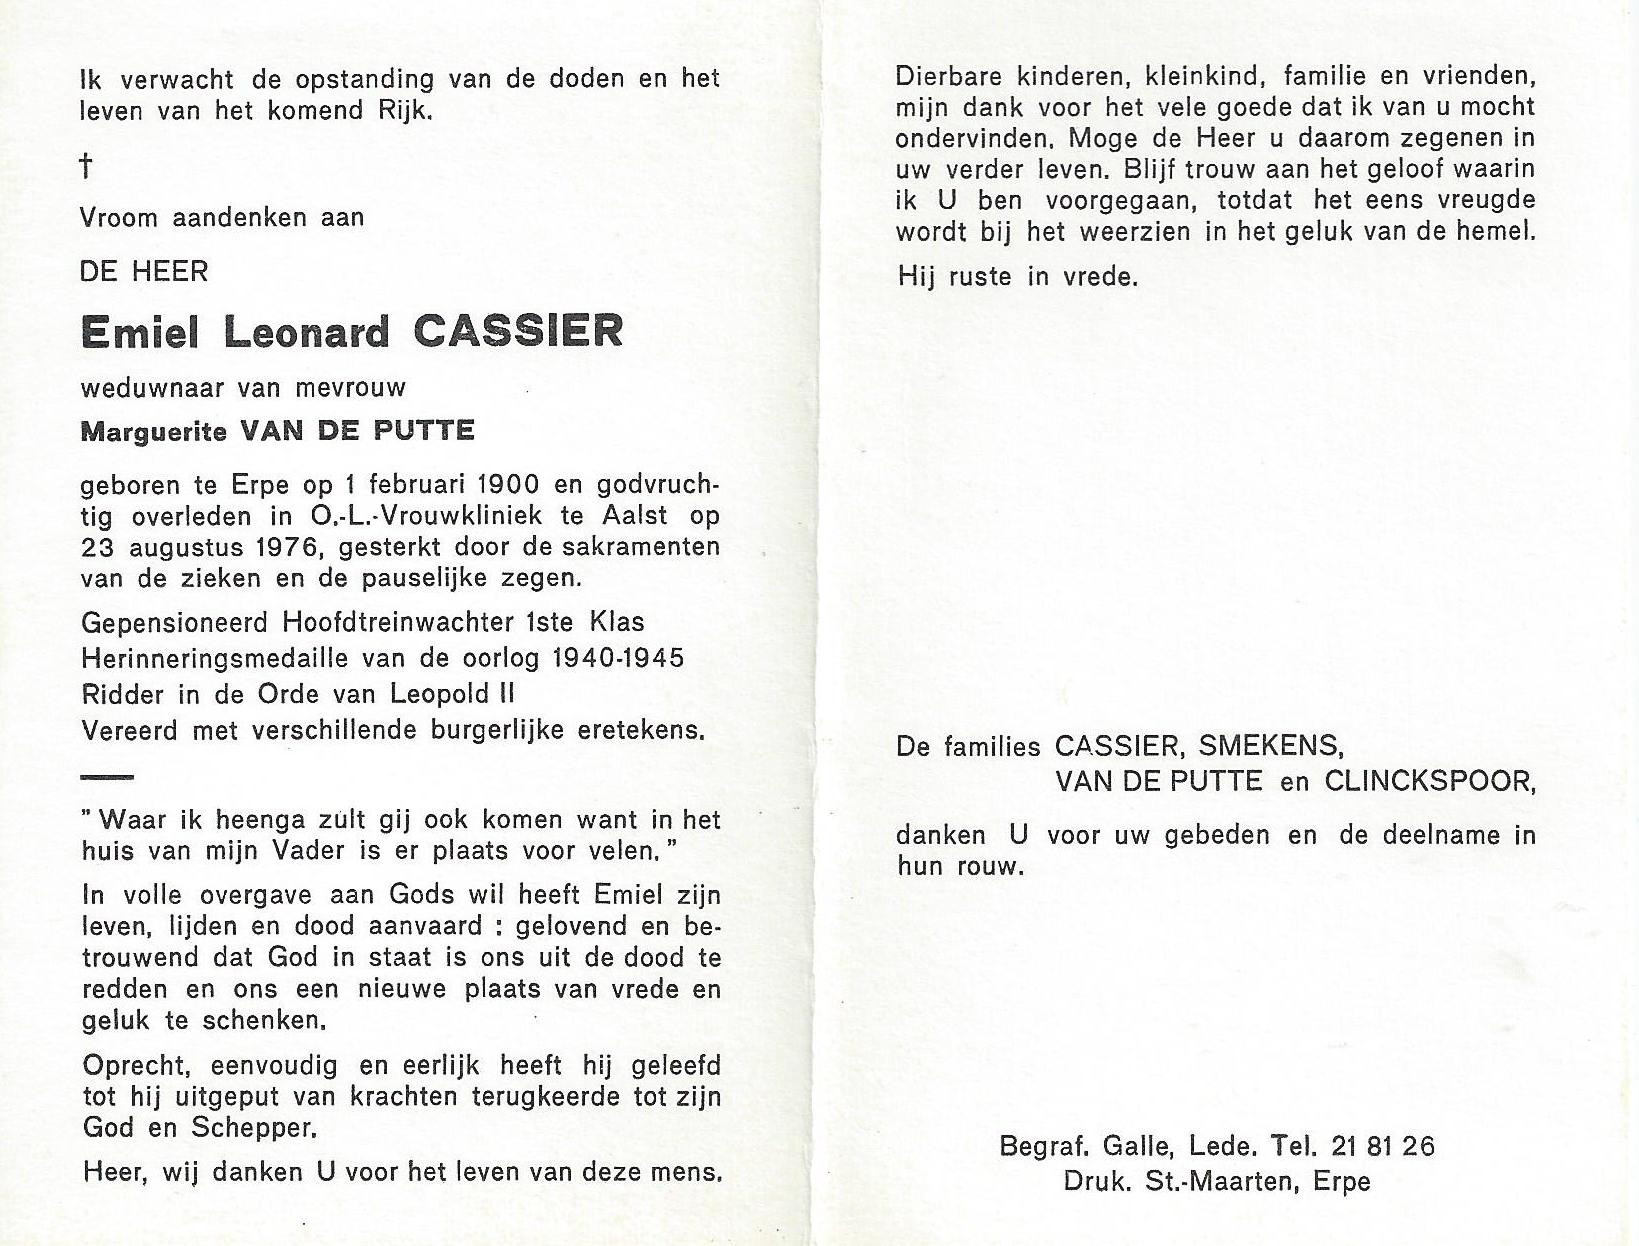 Ik verwacht de opstanding van de doden en het
leven van het komend Rijk.
†
Vroom aandenken aan
DE HEER
Emiel Leonard CASSIER
weduwnaar van mevrouw
Marguerite VAN DE PUTTE
geboren te Erpe op 1 februari 1900 en godvruch-
tig overleden in O.-L.-Vrouwkliniek te Aalst op
23 augustus 1976, gesterkt door de sakramenten
van de zieken en de pauselijke zegen.
Gepensioneerd Hoofdtreinwachter 1ste Klas
Herinneringsmedaille van de oorlog 1940-1945
Ridder in de Orde van Leopold II
Vereerd met verschillende burgerlijke eretekens.
" Waar ik heenga zult gij ook komen want in het
huis van mijn Vader is er plaats voor velen. "
In volle overgave aan Gods wil heeft Emiel zijn
leven, lijden en dood aanvaard : gelovend en be-
trouwend dat God in staat is ons uit de dood te
redden en ons een nieuwe plaats van vrede en
geluk te schenken.
Oprecht, eenvoudig en eerlijk heeft hij geleefd
tot hij uitgeput van krachten terugkeerde tot zijn
God en Schepper.
Heer, wij danken U voor het leven van deze mens.
Dierbare kinderen, kleinkind, familie en vrienden,
mijn dank voor het vele goede dat ik van u mocht
ondervinden. Moge de Heer u daarom zegenen in
uw verder leven. Blijf trouw aan het geloof waarin
ik U ben voorgegaan, totdat het eens vreugde
wordt bij het weerzien in het geluk van de hemel.
Hij ruste in vrede.
De families CASSIER, SMEKENS,
VAN DE PUTTE en CLINCKSPOOR,
danken U voor uw gebeden en de deelname in
hun rouw.
Begraf. Galle, Lede. Tel. 21 81 26
Druk. St.-Maarten, Erpe